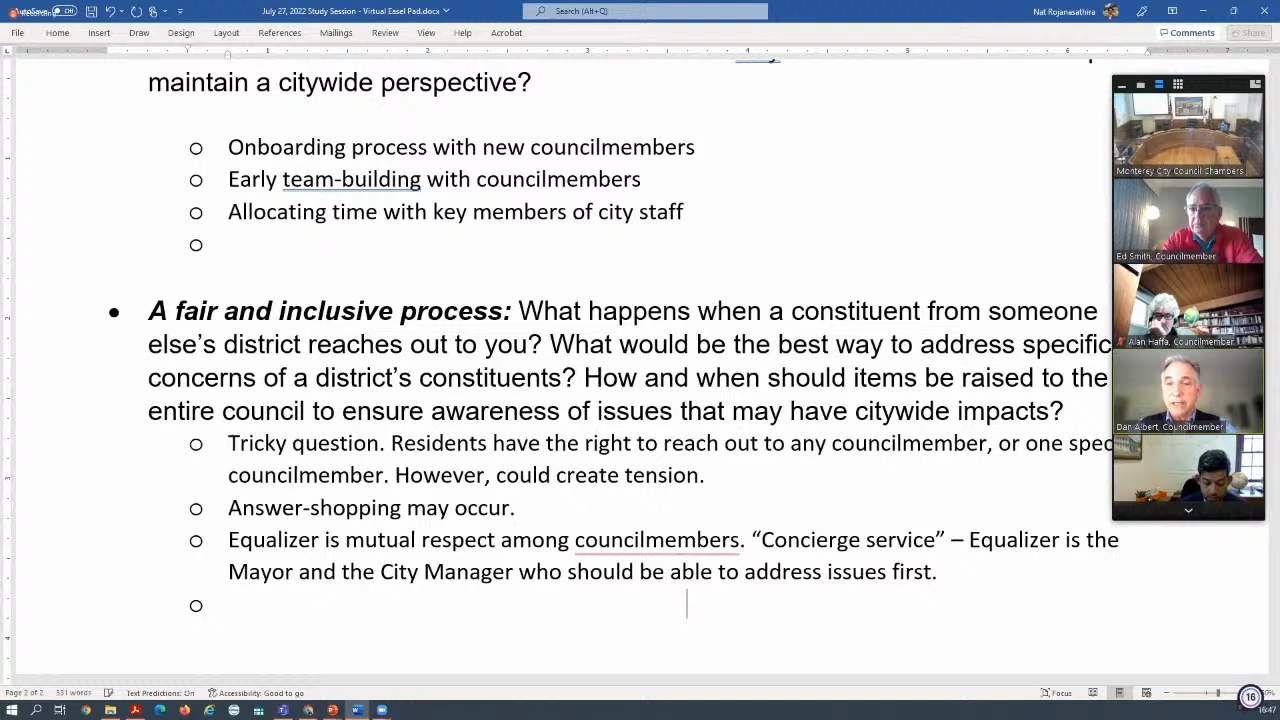 AutoSave Off
July 27, 2022 Study Session - Virtual Easel Pad.docx
Search (Alt+Q)
Nat Rojanasathira
File Home Insert Draw Design Layout References Mailings Review View Help Acrobat
Comments Share
maintain a citywide perspective?
Onboarding process with new councilmembers
Early team-building with councilmembers
Allocating time with key members of city staff
A fair and inclusive process: What happens when a constituent from someone
else's district reaches out to you? What would be the best way to address specific
concerns of a district's constituents? How and when should items be raised to the
entire council to ensure awareness of issues that may have citywide impacts?
Tricky question. Residents have the right to reach out to any councilmember, or one spec
councilmember. However, could create tension.
Answer-shopping may occur.
Equalizer is mutual respect among councilmembers. “Concierge service” – Equalizer is the
Mayor and the City Manager who should be able to address issues first.
Monterey City Council Chambers
Ed Smith, Councilmember
Alan Haffa, Councilmember
Dan Albert, Councilmember
Page 2 of 2 551 words Text Predictions: On Accessibility: Good to go
Focus
16
16:47